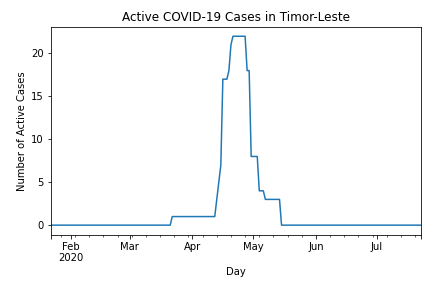 Active COVID-19 Cases in Timor-Leste
Number of Active Cases
20
15
10
5
0
Feb Mar Apr May Jun Jul
2020
Day